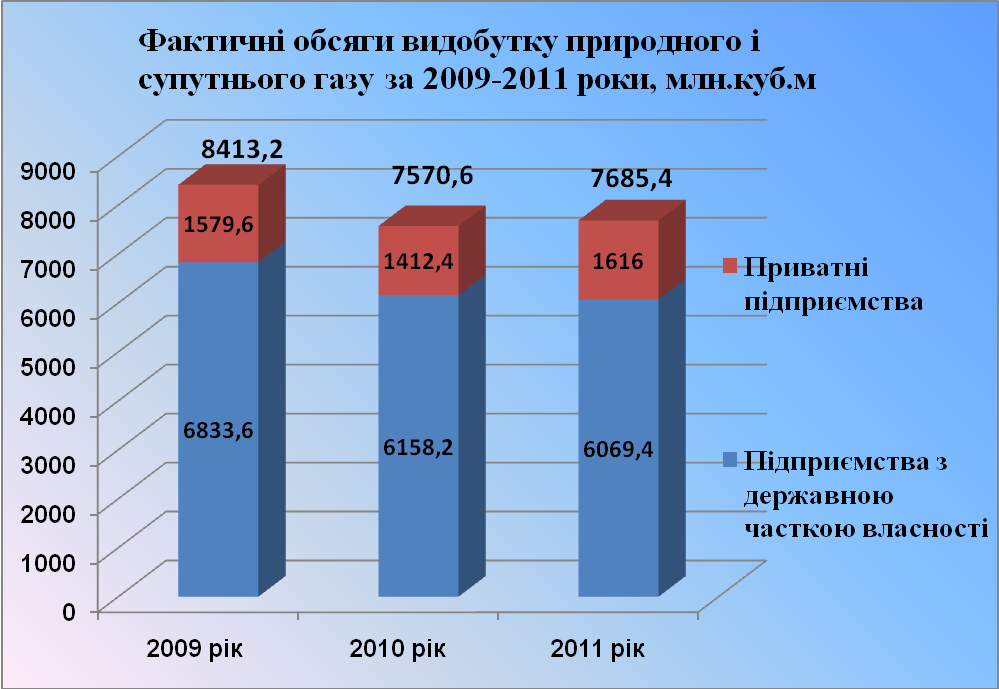 Фактичні обсяги видобутку природного і
супутнього газу за 2009-2011 роки, млн.куб.м
9000
8000
7000
6000
5000
4000
3000
2000
1000
0
8413,2
7570,6
7685,4
1579,6
1412,4
1616
6833,6
6158,2
6069,4
2009 рік
2010 рік
2011 рік
Приватні
підприємства
Підприємства з
державною
часткою власності